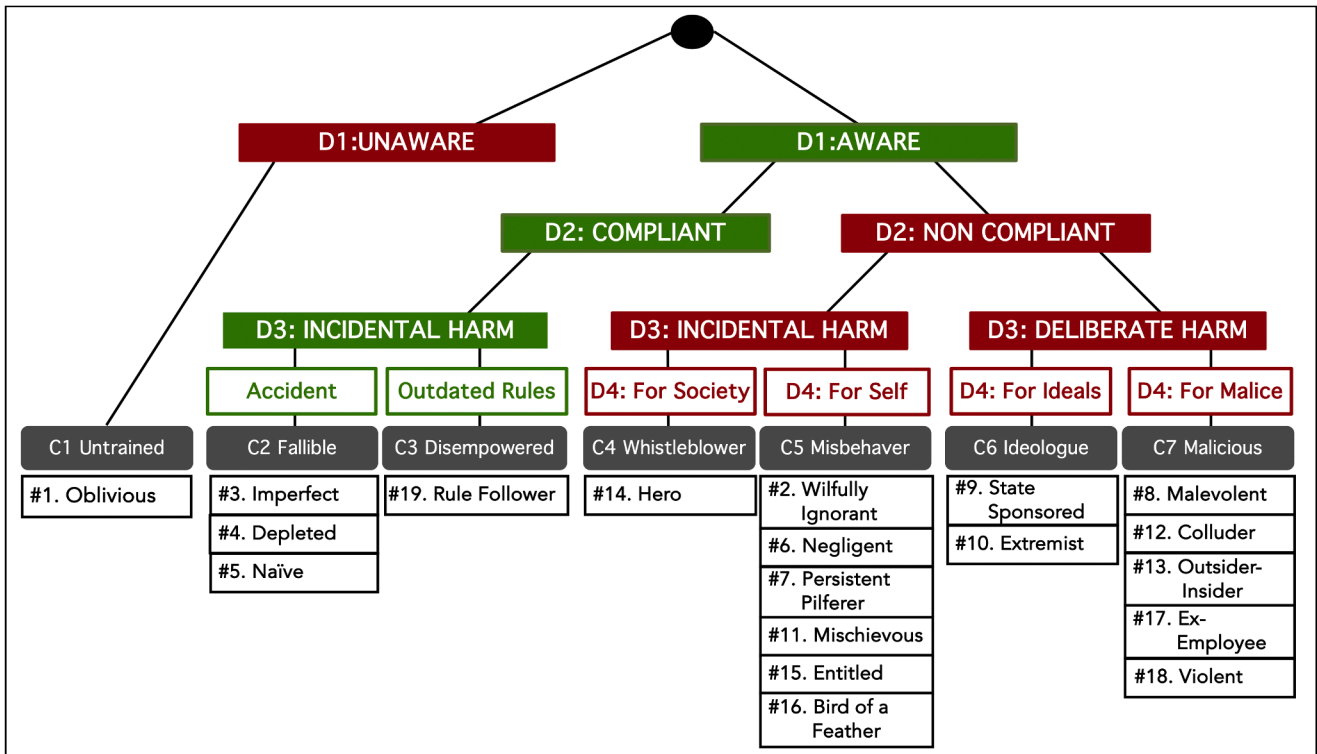 D1:UNAWARE
D1:AWARE
D2: COMPLIANT
D2: NON COMPLIANT
D3: INCIDENTAL HARM
D3: INCIDENTAL HARM
D3: DELIBERATE HARM
Accident
Outdated Rules
D4: For Society
D4: For Self
D4: For Ideals
D4: For Malice
C1 Untrained
C2 Fallible
C3 Disempowered
C4 Whistleblower
C5 Misbehaver
C6 Ideologue
C7 Malicious
#1. Oblivious
#3. Imperfect
#4. Depleted
#5. Naïve
#19. Rule Follower
#14. Hero
#2. Wilfully
Ignorant
#6. Negligent
#7. Persistent
Pilferer
#11. Mischievous
#15. Entitled
#16. Bird of a
Feather
#9. State
Sponsored
#10. Extremist
#8. Malevolent
#12. Colluder
#13. Outsider-
Insider
#17. Ex-
Employee
#18. Violent